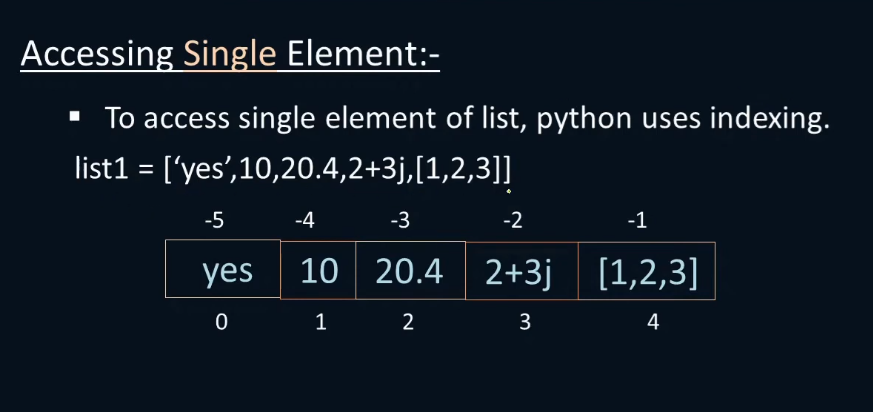 Accessing Single Element:-
▪ To access single element of list, python uses indexing.
list1 = [‘yes’,10,20.4,2+3j,[1,2,3]]
-5 -4 -3 -2 -1
yes 10 20.4 2+3j [1,2,3]
0 1 2 3 4